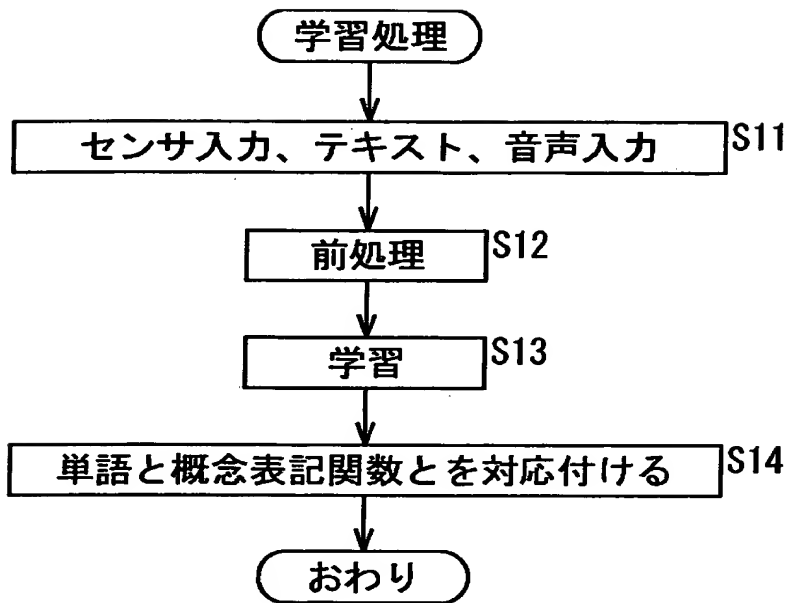 学習処理
センサ入力、テキスト、音声入力 S11
前処理 S12
学習 S13
単語と概念表記関数とを対応付ける S14
おわり